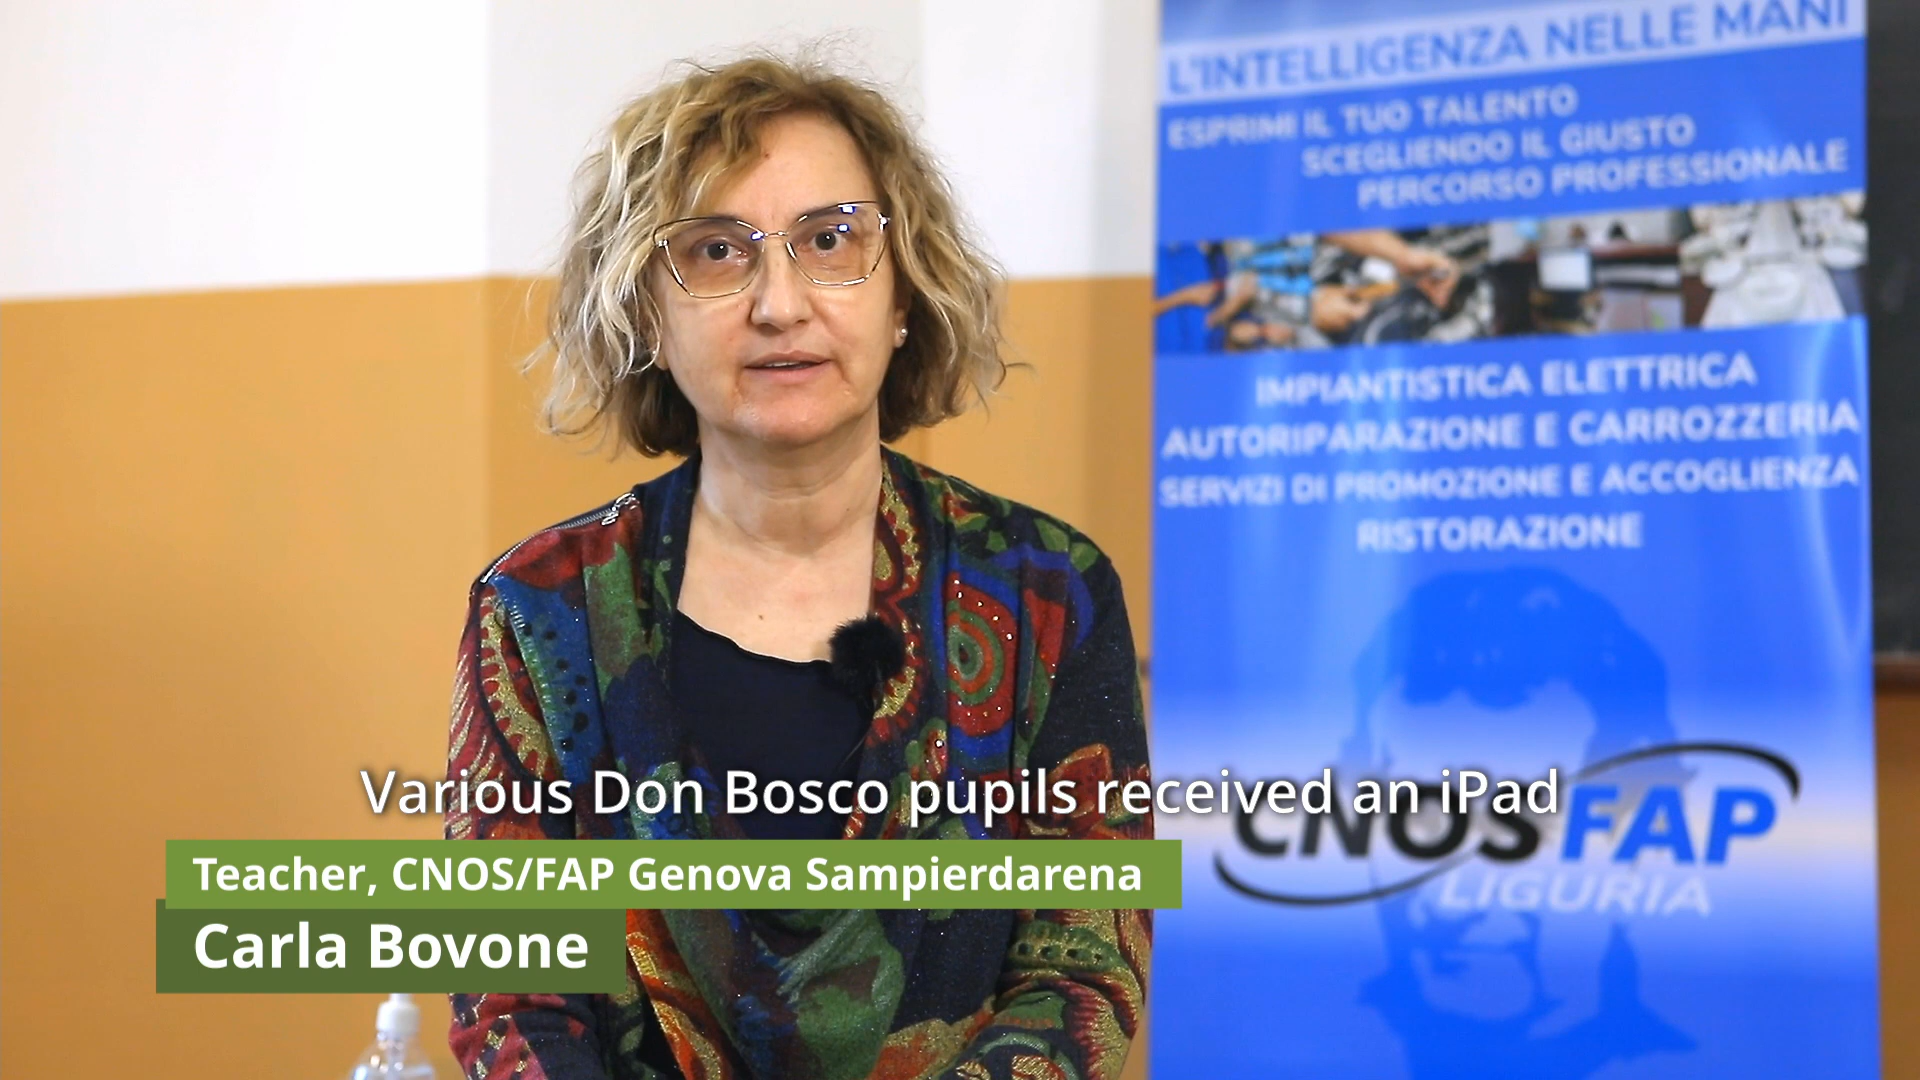 L'INTELLIGENZA NELLE MANI
ESPRIMI IL TUO TALENTO
SCEGLIENDO IL GIUSTO
PERCORSO PROFESSIONALE
IMPIANTISTICA ELETTRICA
AUTORIPARAZIONE E CARROZZERIA
SERVIZI DI PROMOZIONE E ACCOGLIENZA
RISTORAZIONE
CNOS FAP
LIGURIA
Various Don Bosco pupils received an iPad
Teacher, CNOS/FAP Genova Sampierdarena
Carla Bovone